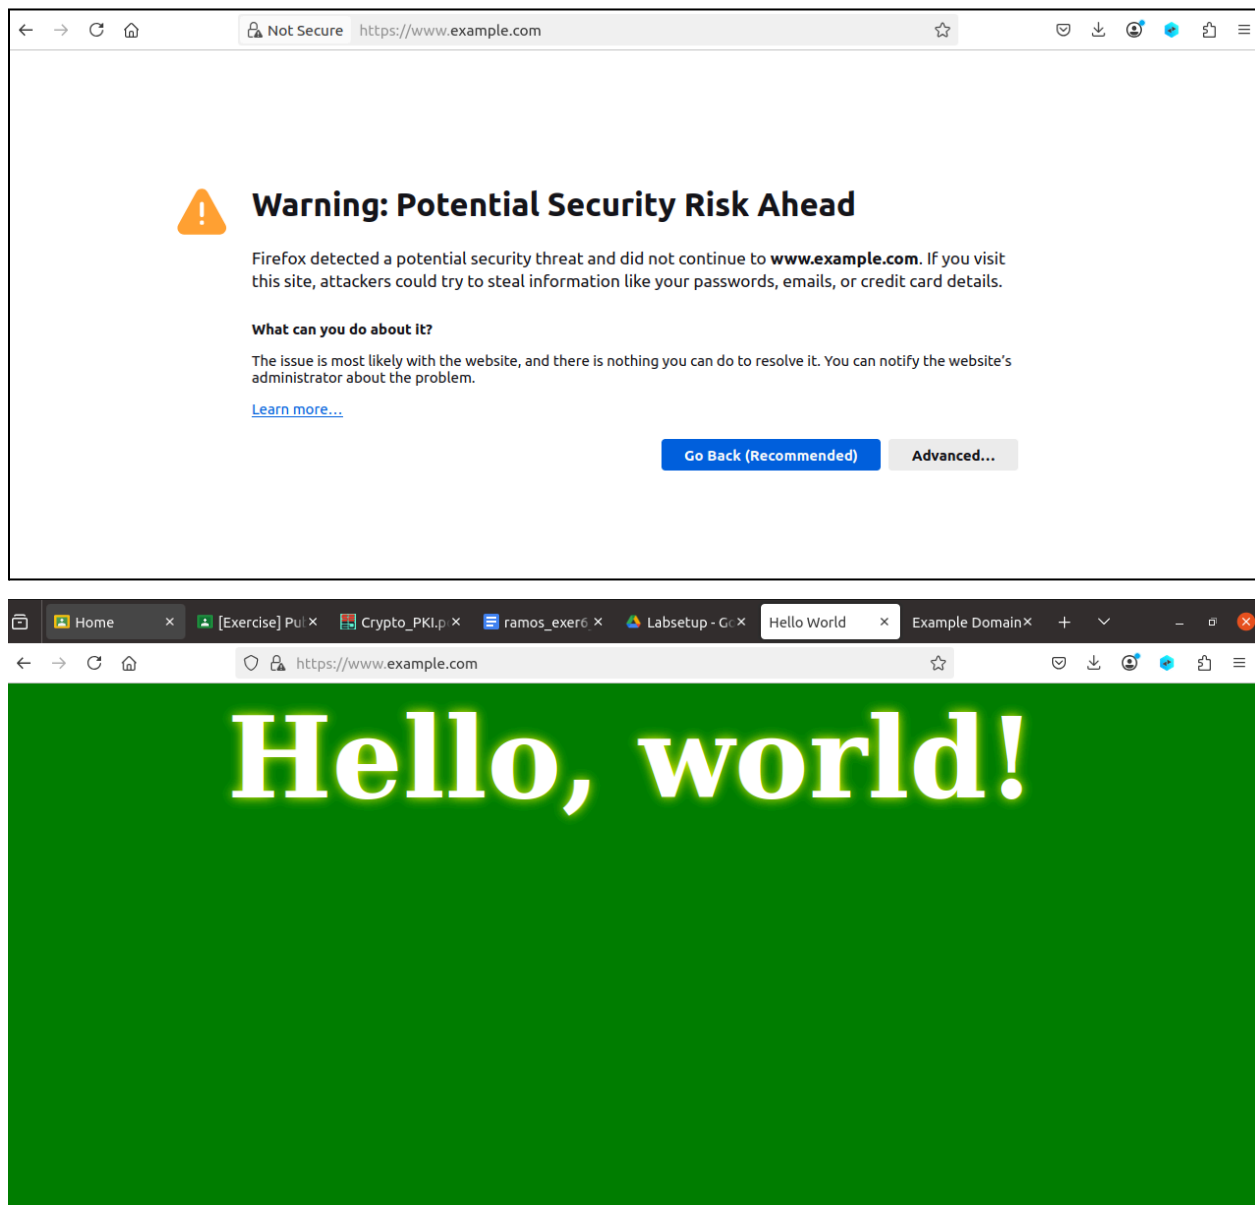 Not Secure https://www.example.com
Warning: Potential Security Risk Ahead
Firefox detected a potential security threat and did not continue to www.example.com. If you visit
this site, attackers could try to steal information like your passwords, emails, or credit card details.
What can you do about it?
The issue is most likely with the website, and there is nothing you can do to resolve it. You can notify the website's
administrator about the problem.
Learn more...
Go Back (Recommended) Advanced...
Home [Exercise] Pul Crypto_PKI.p ramos_exer6 Labsetup - Go Hello World Example Domain
https://www.example.com
Hello, world!